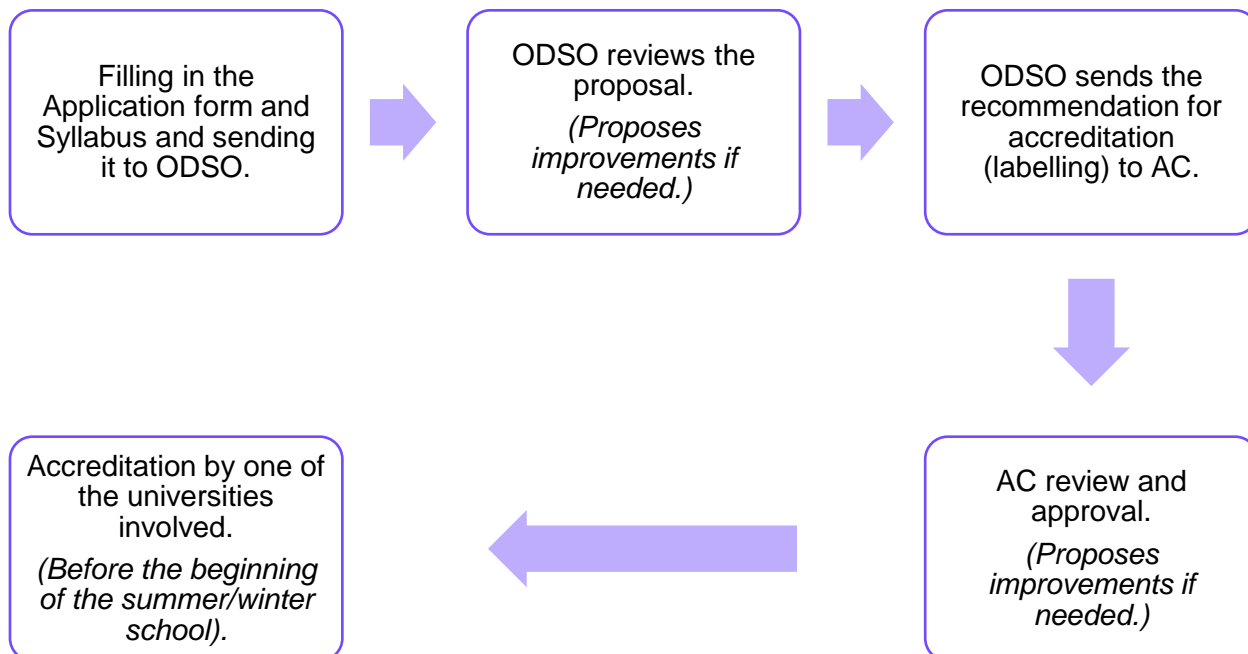 Filling in the
Application form and
Syllabus and sending
it to ODSO.
ODSO reviews the
proposal.
(Proposes
improvements if
needed.)
ODSO sends the
recommendation for
accreditation
(labelling) to AC.
AC review and
approval.
(Proposes
improvements if
needed.)
Accreditation by one of
the universities
involved.
(Before the beginning
of the summer/winter
school).